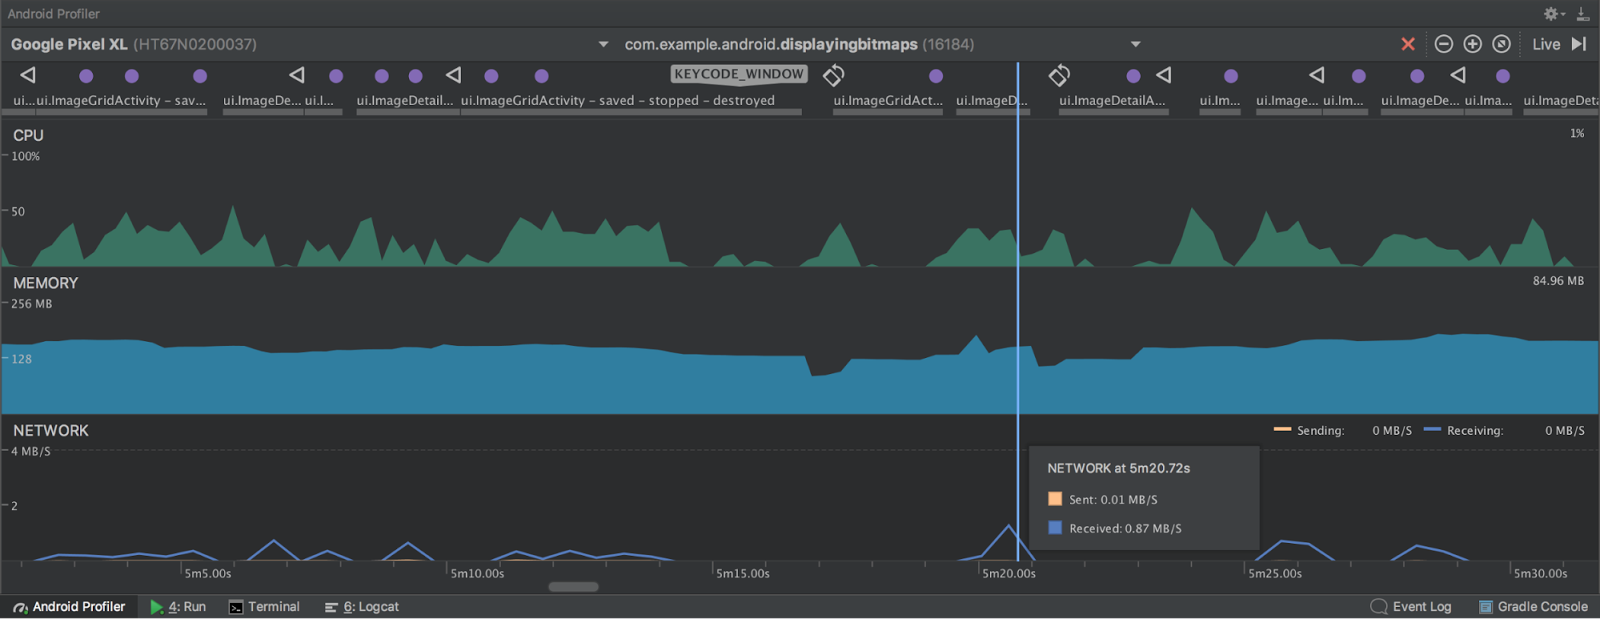 Android Profiler
Google Pixel XL (HT67N0200037) com.example.android.displayingbitmaps (16184) Live
KEYCODE_WINDOW
ui...ui.ImageGridActivity – sav... ui.ImageDe... ui.I... ui.ImageDetail... ui.ImageGridActivity – saved – stopped – destroyed ui.ImageGridAct... ui.ImageD... ui.ImageDetailA... ui.Im... ui.Image... ui.Im... ui.ImageDe... ui.Ima... ui.ImageDeta
CPU 1%
100%
50
MEMORY 84.96 MB
256 MB
128
NETWORK Sending: 0 MB/S Receiving: 0 MB/S
4 MB/S
NETWORK at 5m20.72s
Sent: 0.01 MB/S
2
Received: 0.87 MB/S
5m5.00s 5m10.00s 5m15.00s 5m20.00s 5m25.00s 5m30.00s
Android Profiler 4: Run Terminal 6: Logcat Event Log Gradle Console